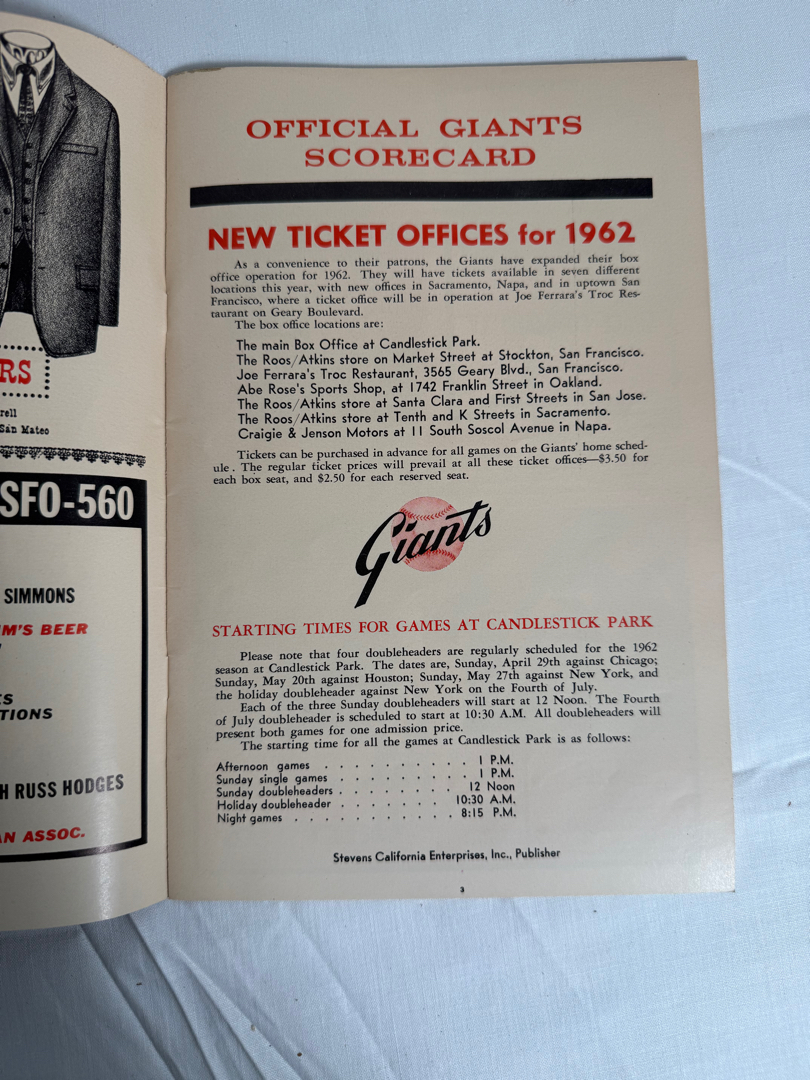 RS
rell
San Mateo
SFO-560
SIMMONS
M'S BEER
S
TIONS
H RUSS HODGES
AN ASSOC.
OFFICIAL GIANTS
SCORECARD
NEW TICKET OFFICES for 1962
As a convenience to their patrons, the Giants have expanded their box
office operation for 1962. They will have tickets available in seven different
locations this year, with new offices in Sacramento, Napa, and in uptown San
Francisco, where a ticket office will be in operation at Joe Ferrara's Troc Res-
taurant on Geary Boulevard.
The box office locations are:
The main Box Office at Candlestick Park.
The Roos/Atkins store on Market Street at Stockton, San Francisco.
Joe Ferrara's Troc Restaurant, 3565 Geary Blvd., San Francisco.
Abe Rose's Sports Shop, at 1742 Franklin Street in Oakland.
The Roos/Atkins store at Santa Clara and First Streets in San Jose.
The Roos/Atkins store at Tenth and K Streets in Sacramento.
Craigie & Jenson Motors at 11 South Soscol Avenue in Napa.
Tickets can be purchased in advance for all games on the Giants' home sched-
ule. The regular ticket prices will prevail at all these ticket offices—$3.50 for
each box seat, and $2.50 for each reserved seat.
Giants
STARTING TIMES FOR GAMES AT CANDLESTICK PARK
Please note that four doubleheaders are regularly scheduled for the 1962
season at Candlestick Park. The dates are, Sunday, April 29th against Chicago;
Sunday, May 20th against Houston; Sunday, May 27th against New York, and
the holiday doubleheader against New York on the Fourth of July.
Each of the three Sunday doubleheaders will start at 12 Noon. The Fourth
of July doubleheader is scheduled to start at 10:30 A.M. All doubleheaders will
present both games for one admission price.
The starting time for all the games at Candlestick Park is as follows:
Afternoon games . . . . . . . . . . 1 P.M.
Sunday single games . . . . . . . . . 1 P.M.
Sunday doubleheaders . . . . . . . . 12 Noon
Holiday doubleheader . . . . . . . 10:30 A.M.
Night games . . . . . . . . . . . 8:15 P.M.
Stevens California Enterprises, Inc., Publisher
3